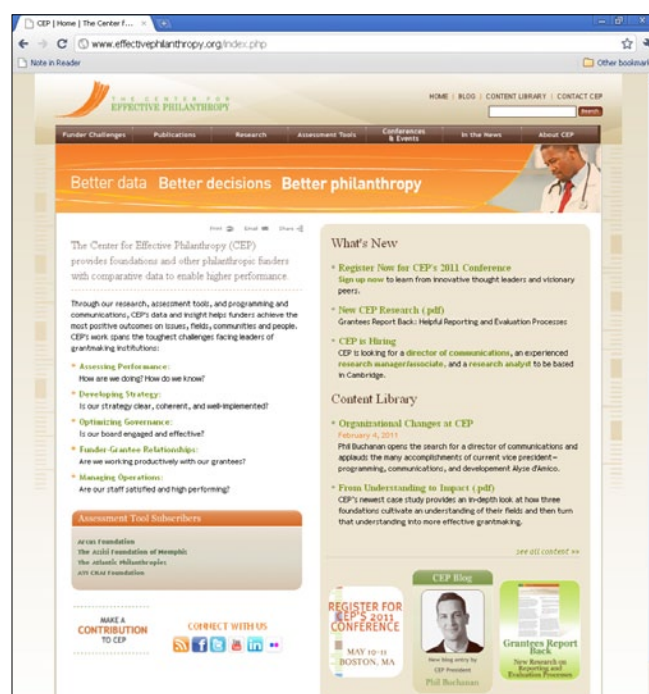 CEP | Home | The Center f...
www.effectivephilanthropy.org/index.php
Note in Reader
Other bookmark
THE CENTER FOR
EFFECTIVE PHILANTHROPY
HOME | BLOG | CONTENT LIBRARY | CONTACT CEP
Search
Funder Challenges
Publications
Research
Assessment Tools
Conferences
& Events
In the News
About CEP
Better data Better decisions Better philanthropy
Print Email Share
The Center for Effective Philanthropy (CEP)
provides foundations and other philanthropic funders
with comparative data to enable higher performance.
Through our research, assessment tools, and programming and
communications, CEP's data and insight helps funders achieve the
most positive outcomes on issues, fields, communities and people.
CEP's work spans the toughest challenges facing leaders of
grantmaking institutions:
Assessing Performance:
How are we doing? How do we know?
Developing Strategy:
Is our strategy clear, coherent, and well-implemented?
Optimizing Governance:
Is our board engaged and effective?
Funder-Grantee Relationships:
Are we working productively with our grantees?
Managing Operations:
Are our staff satisfied and high performing?
Assessment Tool Subscribers
Arcus Foundation
The Assisi Foundation of Memphis
The Atlantic Philanthropies
Foundation
MAKE A
CONTRIBUTION
TO CEP
CONNECT WITH US
What's New
Register Now for CEP's 2011 Conference
Sign up now to learn from innovative thought leaders and visionary
peers.
New CEP Research (.pdf)
Grantees Report Back: Helpful Reporting and Evaluation Processes
CEP is Hiring
CEP is looking for a director of communications, an experienced
research manager/associate, and a research analyst to be based
in Cambridge.
Content Library
Organizational Changes at CEP
February 4, 2011
Phil Buchanan opens the search for a director of communications and
applauds the many accomplishments of current vice president–
programming, communications, and development Alyse d'Amico.
From Understanding to Impact (.pdf)
CEP's newest case study provides an in-depth look at how three
foundations cultivate an understanding of their fields and then turn
that understanding into more effective grantmaking.
see all content >>
REGISTER FOR
CEP'S 2011
CONFERENCE
MAY 10-11
BOSTON, MA
CEP Blog
New blog entry by
CEP President
Phil Buchanan
Grantees Report
Back
New Research on
Reporting and
Evaluation Processes